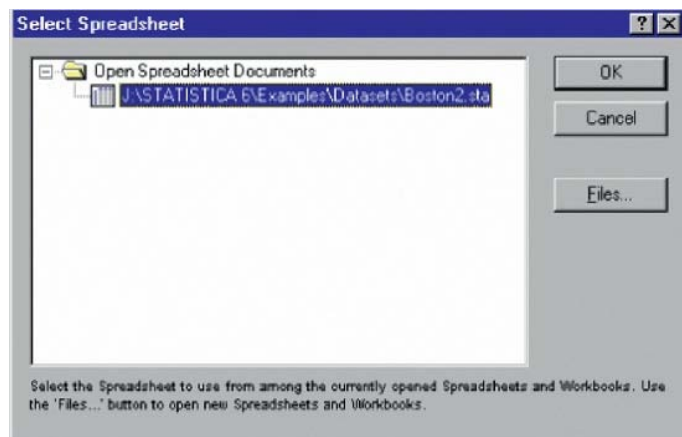 Select Spreadsheet
Open Spreadsheet Documents
J:\STATISTICA 6\Examples\Datasets\Boston2.sta
OK
Cancel
Files...
Select the Spreadsheet to use from among the currently opened Spreadsheets and Workbooks. Use
the 'Files...' button to open new Spreadsheets and Workbooks.